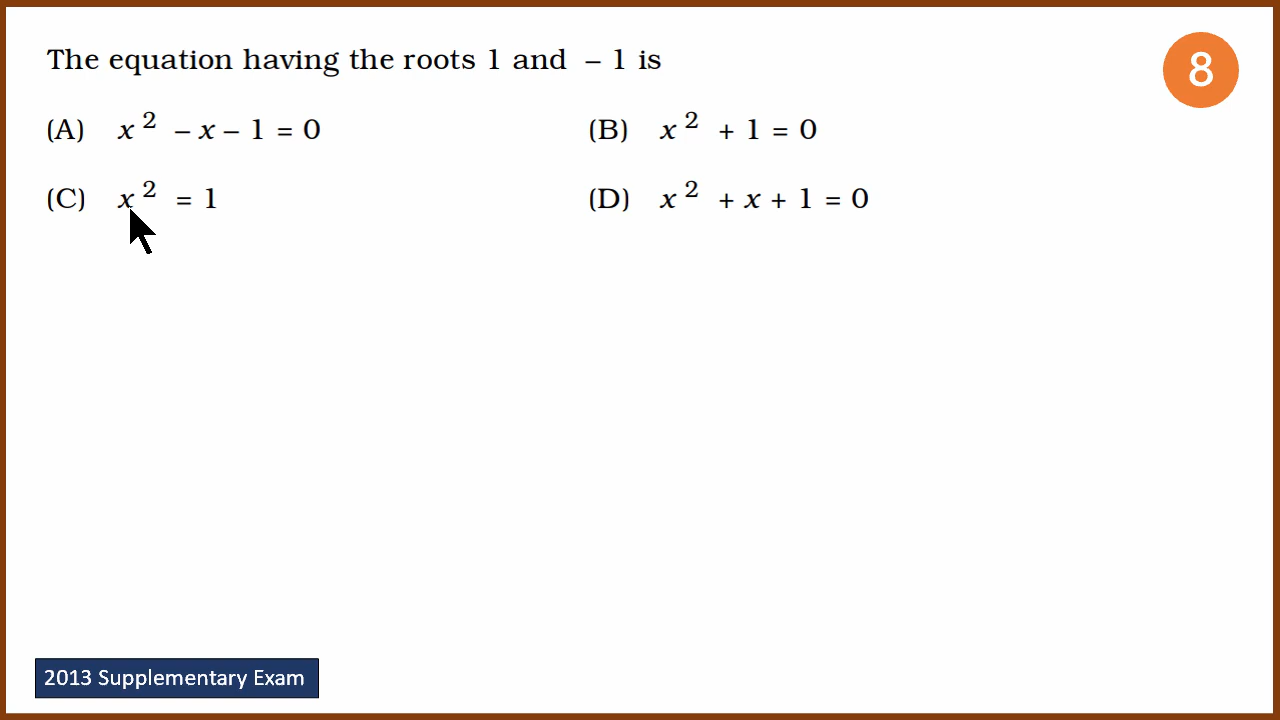 The equation having the roots 1 and – 1 is
8
(A) x² – x – 1 = 0
(B) x² + 1 = 0
(C) x² = 1
(D) x² + x + 1 = 0
2013 Supplementary Exam